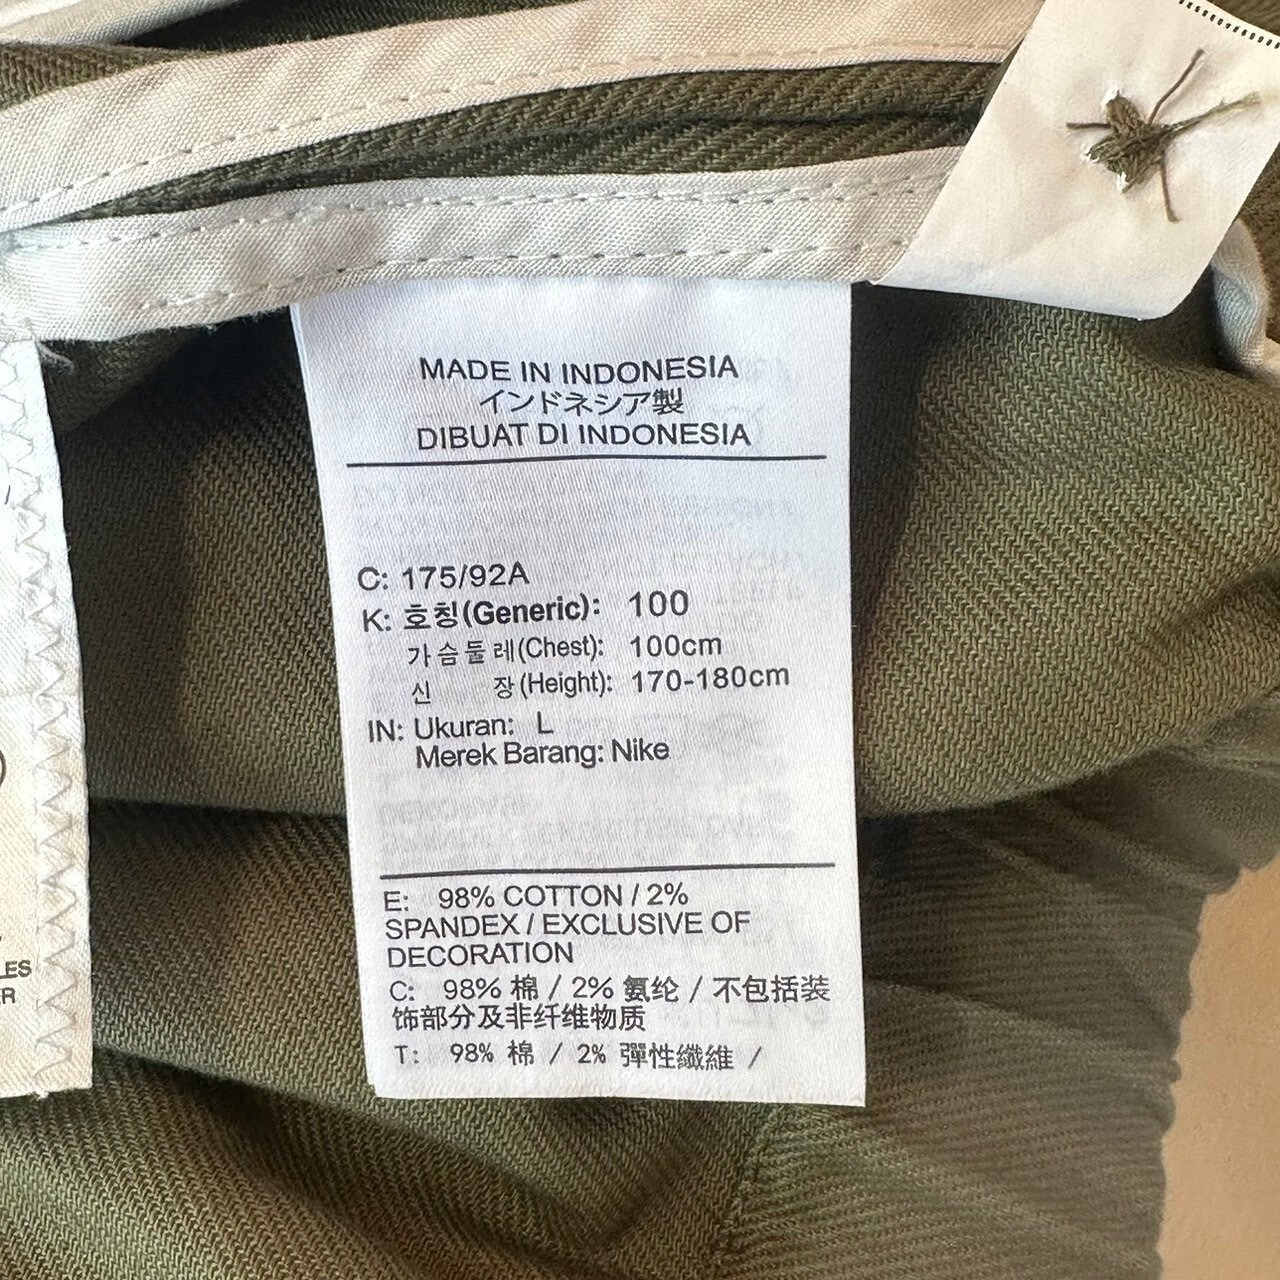 MADE IN INDONESIA
インドネシア製
DIBUAT DI INDONESIA
C: 175/92A
K: 호칭(Generic): 100
가슴둘레(Chest): 100cm
신 장(Height): 170-180cm
IN: Ukuran: L
Merek Barang: Nike
E: 98% COTTON / 2%
SPANDEX / EXCLUSIVE OF
DECORATION
C: 98% 棉 / 2% 氨纶 / 不包括装
饰部分及非纤维物质
T: 98% 棉 / 2% 彈性纖維 /
LES
R